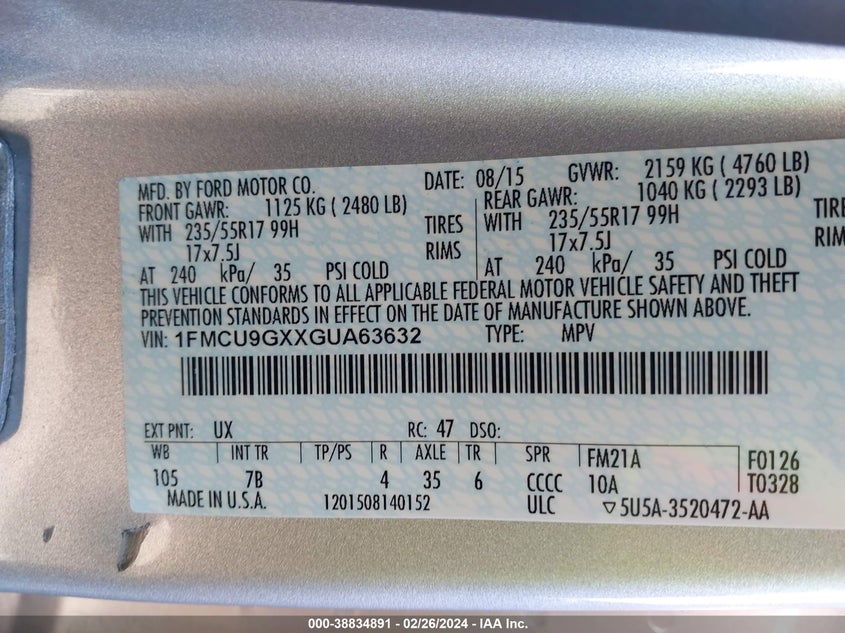 MFD. BY FORD MOTOR CO. DATE: 08/15 GVWR: 2159 KG ( 4760 LB)
FRONT GAWR: 1125 KG ( 2480 LB) REAR GAWR: 1040 KG ( 2293 LB)
WITH 235/55R17 99H TIRES WITH 235/55R17 99H
17x7.5J RIMS 17x7.5J
AT 240 kPa/ 35 PSI COLD AT 240 kPa/ 35 PSI COLD
THIS VEHICLE CONFORMS TO ALL APPLICABLE FEDERAL MOTOR VEHICLE SAFETY AND THEFT
PREVENTION STANDARDS IN EFFECT ON THE DATE OF MANUFACTURE SHOWN ABOVE.
VIN: 1FMCU9GXXGUA63632 TYPE: MPV
EXT PNT: UX RC: 47 DSO:
WB INT TR TP/PS R AXLE TR SPR FM21A F0126
105 7B 4 35 6 CCCC 10A T0328
MADE IN U.S.A. 1201508140152 ULC ▽5U5A-3520472-AA
000-38834891 - 02/26/2024 - IAA Inc.